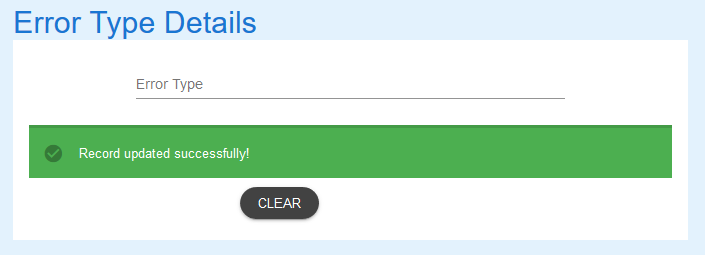 Error Type Details
Error Type
Record updated successfully!
CLEAR